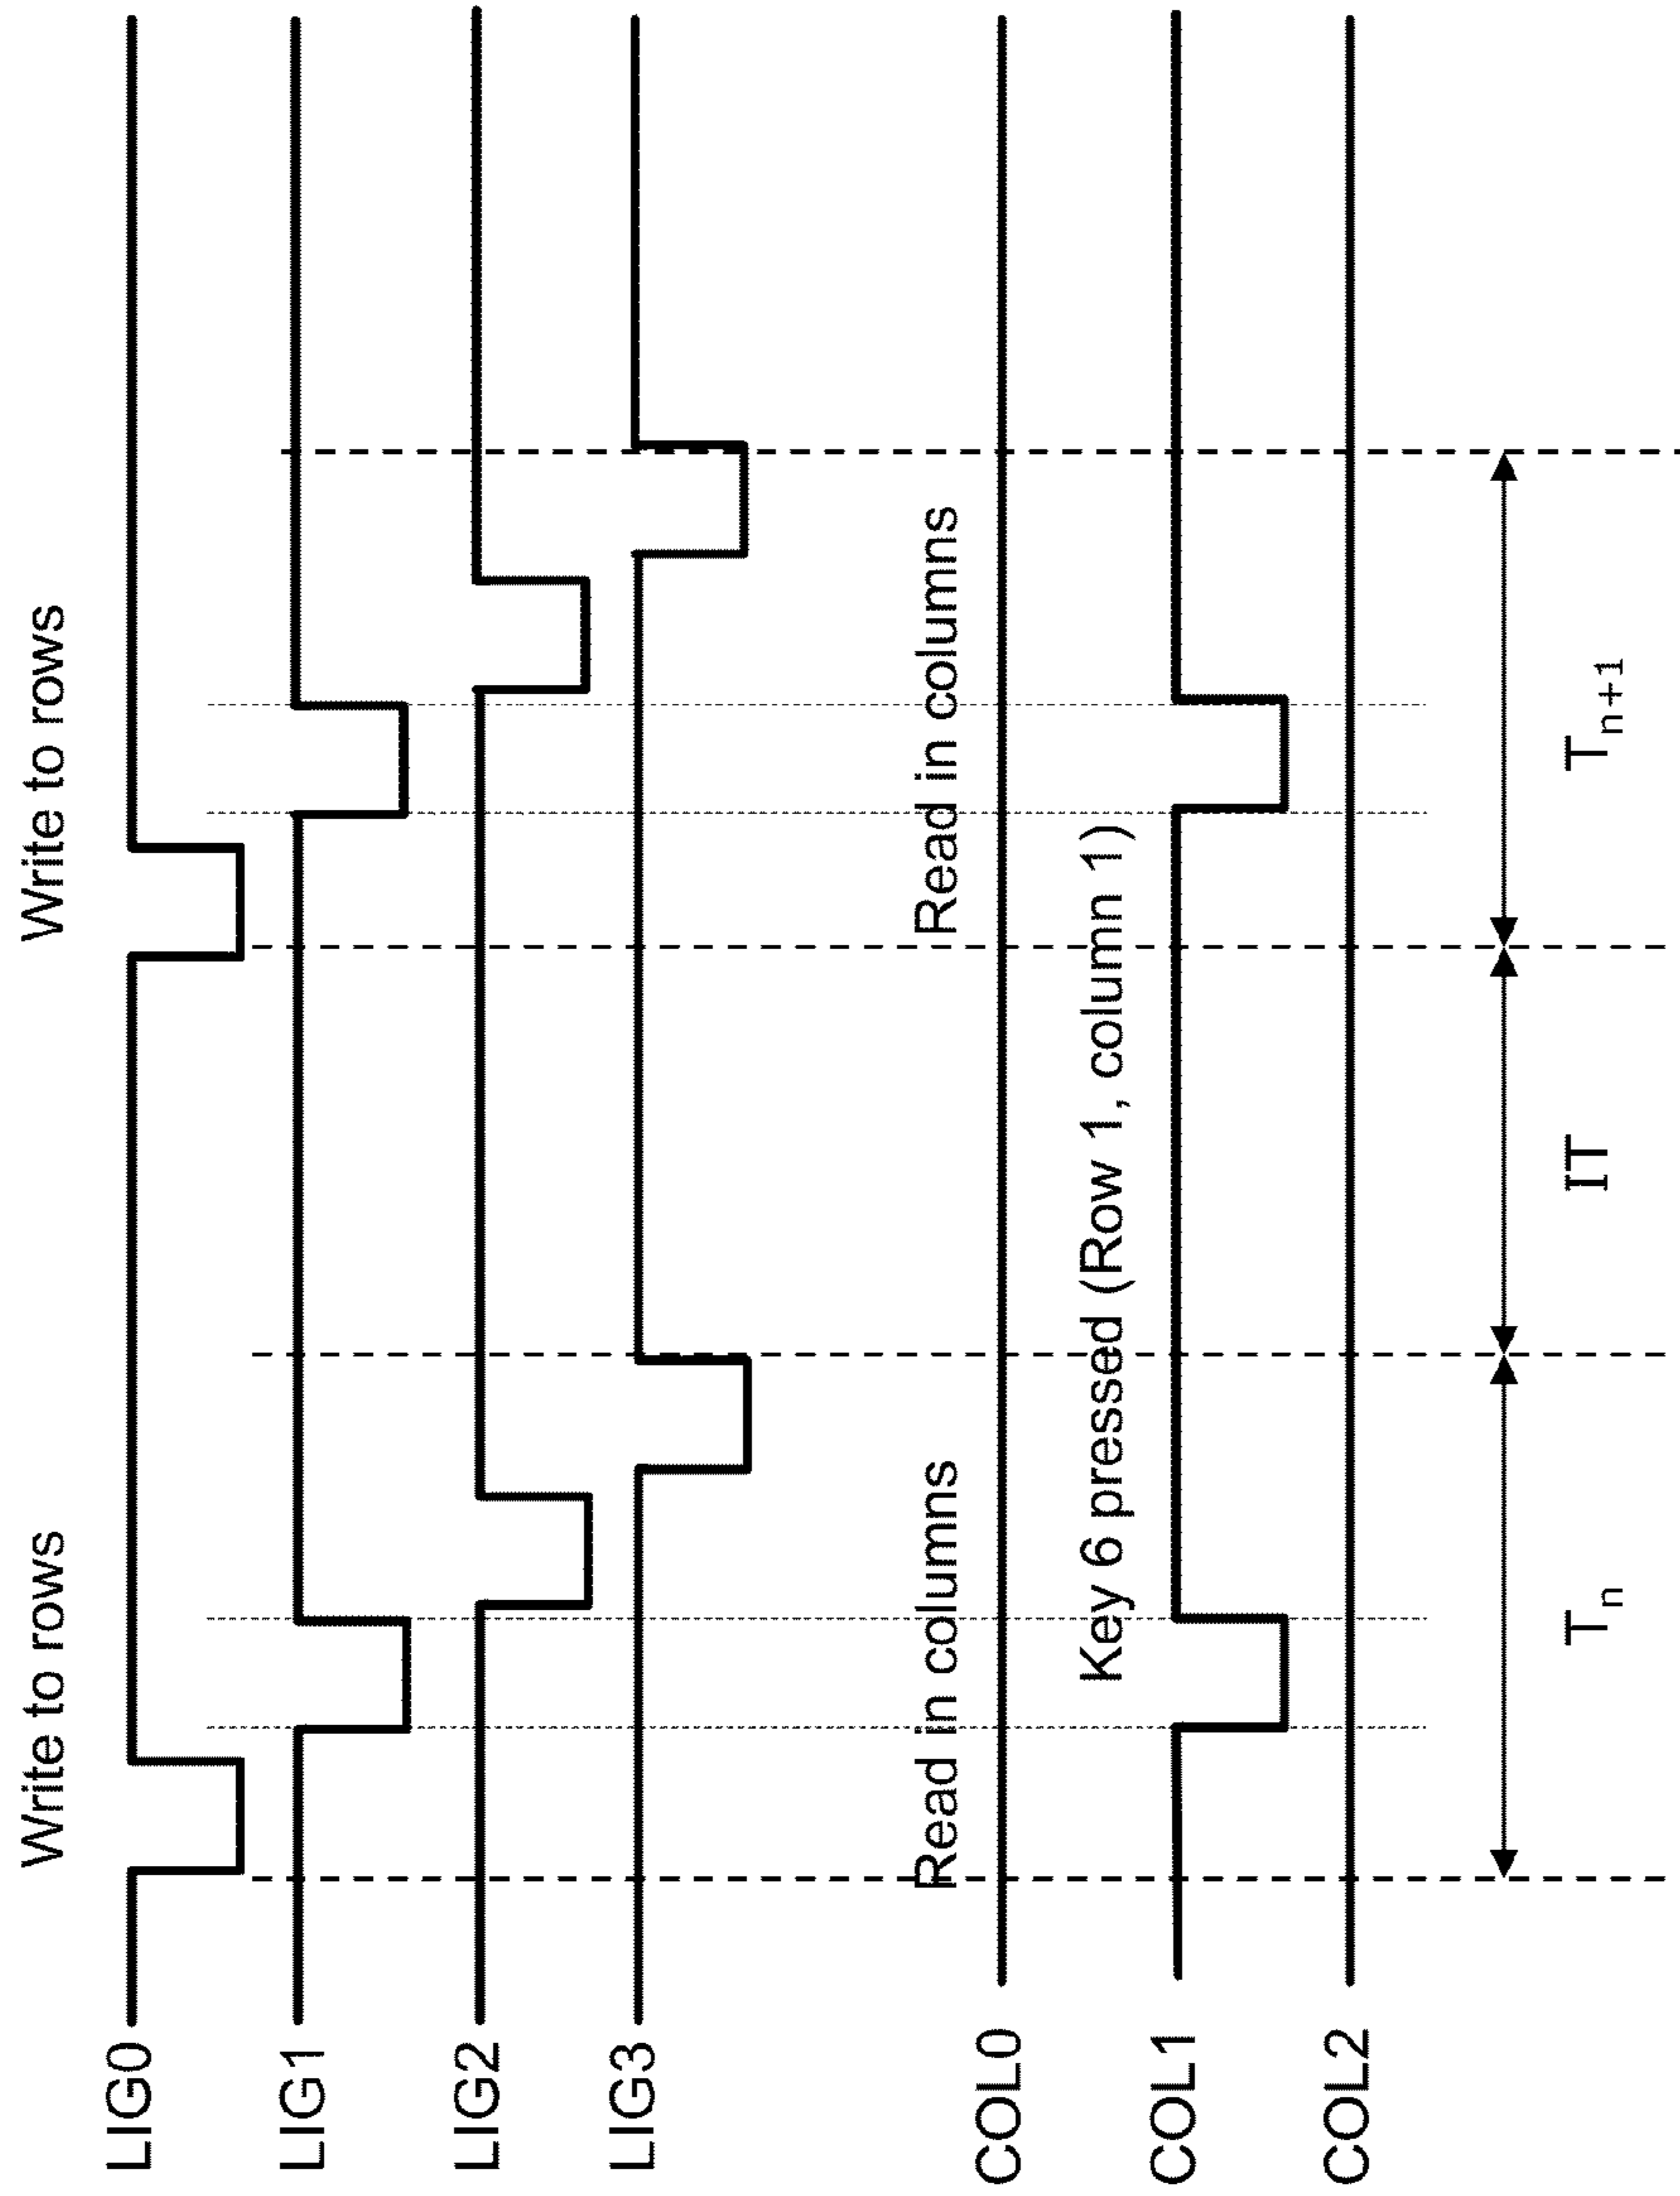 Write to rows
Write to rows
LIG0
LIG1
LIG2
LIG3
Read in columns
Read in columns
COL0
Key 6 pressed (Row 1, column 1)
COL1
COL2
Tn
IT
Tn+1